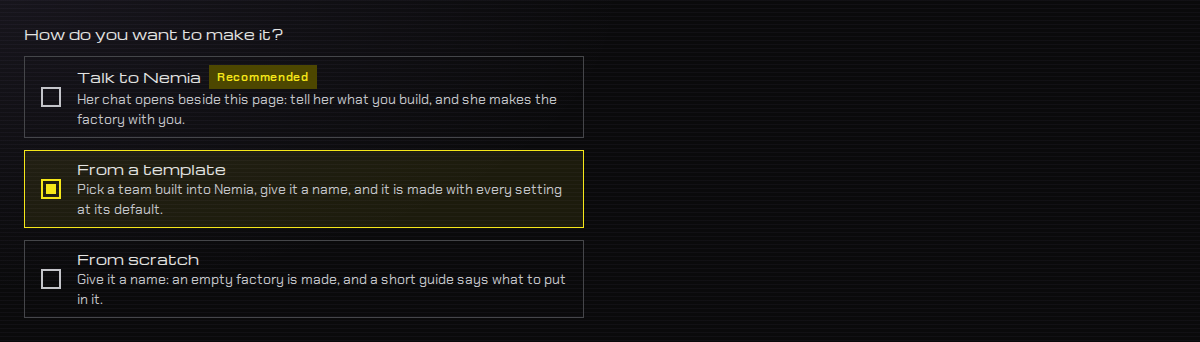 How do you want to make it?
Talk to Nemia Recommended
Her chat opens beside this page: tell her what you build, and she makes the
factory with you.
From a template
Pick a team built into Nemia, give it a name, and it is made with every setting
at its default.
From scratch
Give it a name: an empty factory is made, and a short guide says what to put
in it.